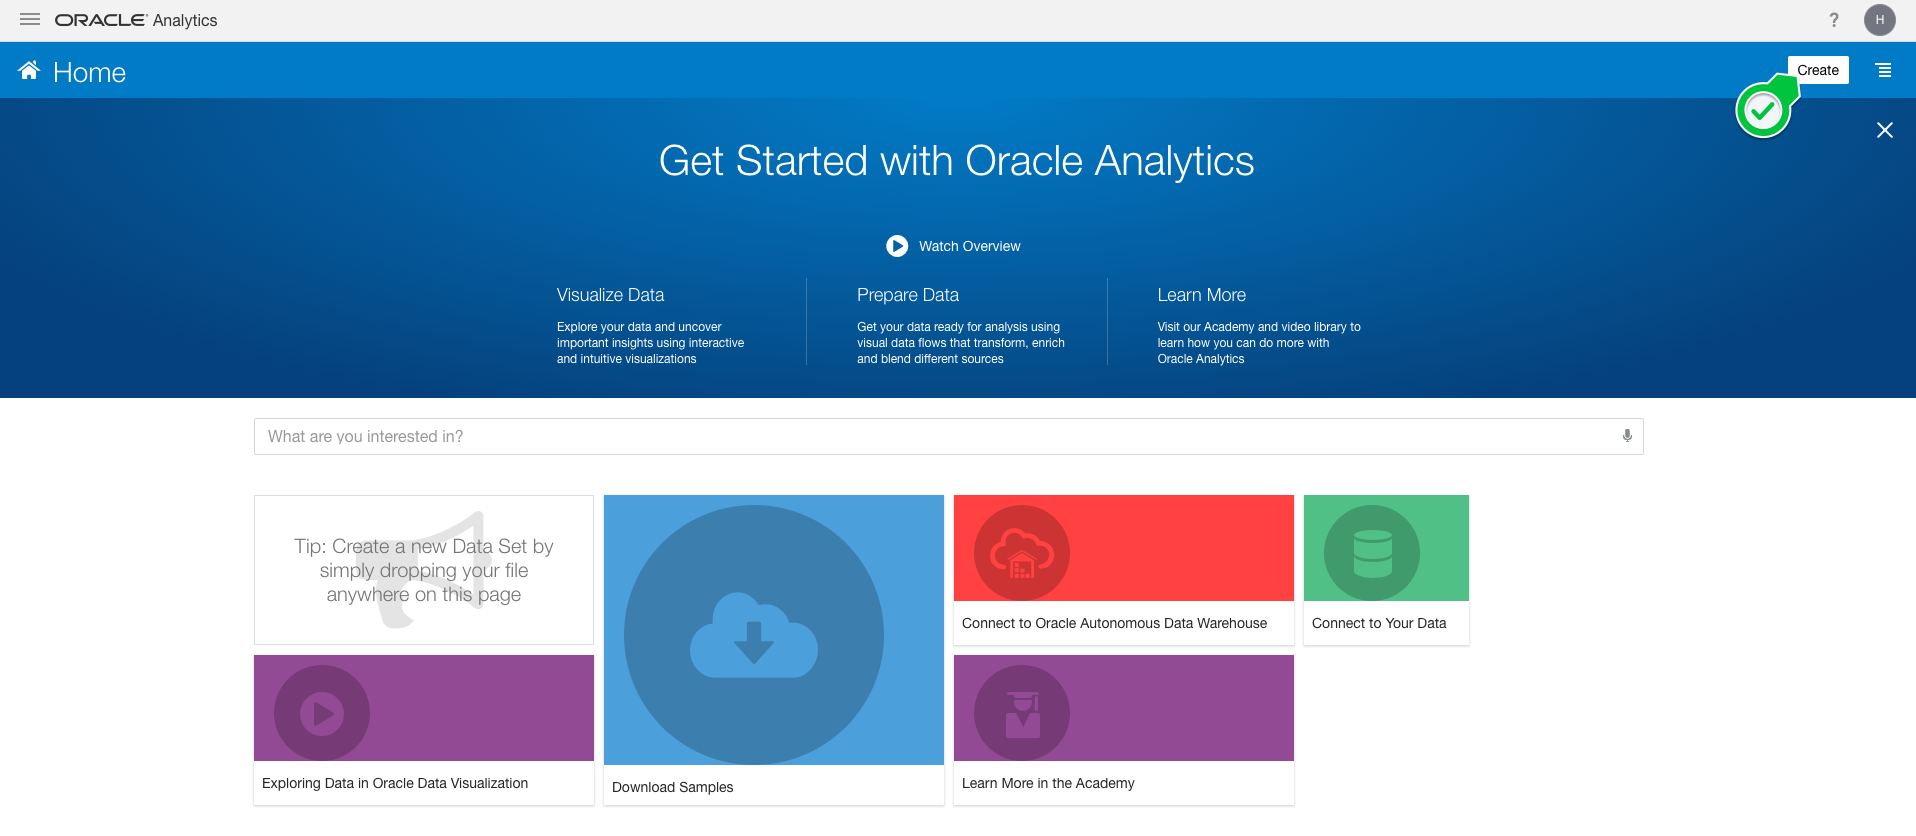 ORACLE® Analytics
?
H
Home
Create
Get Started with Oracle Analytics
Watch Overview
Visualize Data
Explore your data and uncover
important insights using interactive
and intuitive visualizations
Prepare Data
Get your data ready for analysis using
visual data flows that transform, enrich
and blend different sources
Learn More
Visit our Academy and video library to
learn how you can do more with
Oracle Analytics
What are you interested in?
Tip: Create a new Data Set by
simply dropping your file
anywhere on this page
Download Samples
Connect to Oracle Autonomous Data Warehouse
Connect to Your Data
Exploring Data in Oracle Data Visualization
Learn More in the Academy